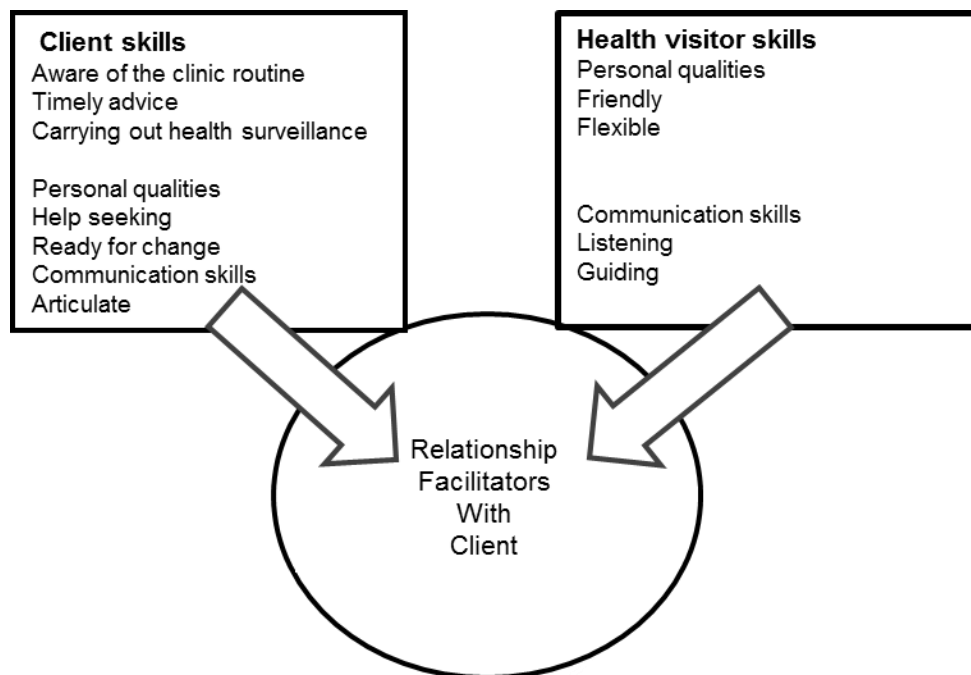 Client skills
Aware of the clinic routine
Timely advice
Carrying out health surveillance
Personal qualities
Help seeking
Ready for change
Communication skills
Articulate
Health visitor skills
Personal qualities
Friendly
Flexible
Communication skills
Listening
Guiding
Relationship
Facilitators
With
Client